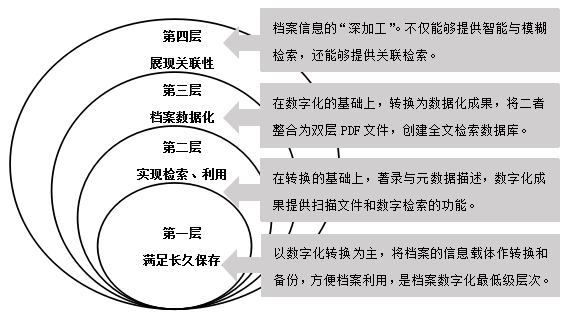 第四层
展现关联性
档案信息的“深加工”。不仅能够提供智能与模糊
检索，还能够提供关联检索。
第三层
档案数据化
在数字化的基础上，转换为数据化成果，将二者
整合为双层 PDF 文件，创建全文检索数据库。
第二层
实现检索、利用
在转换的基础上，著录与元数据描述，数字化成
果提供扫描文件和数字检索的功能。
第一层
满足长久保存
以数字化转换为主，将档案的信息载体作转换和
备份，方便档案利用，是档案数字化最低级层次。